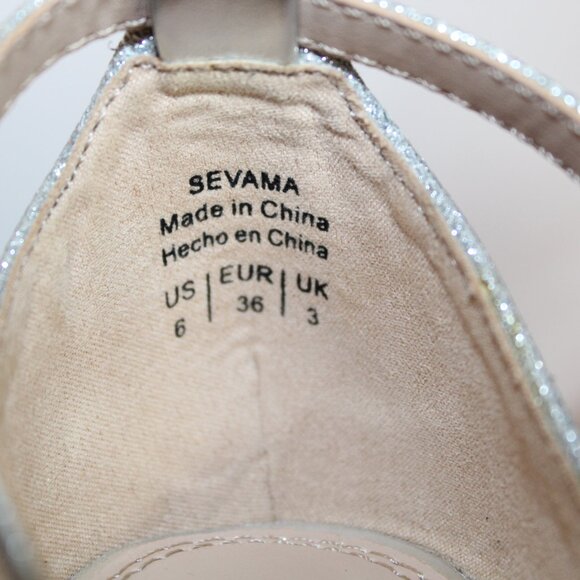 SEVAMA
Made in China
Hecho en China
US | EUR | UK
6 | 36 | 3